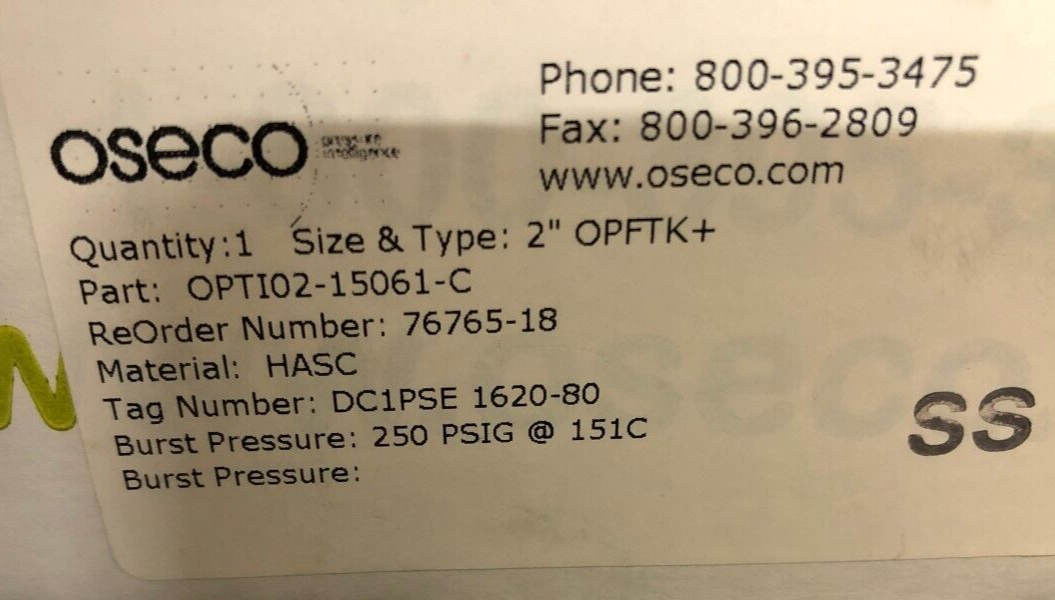 oseco pressure intelligence
Phone: 800-395-3475
Fax: 800-396-2809
www.oseco.com
Quantity:1 Size & Type: 2" OPFTK+
Part: OPTI02-15061-C
ReOrder Number: 76765-18
Material: HASC
Tag Number: DC1PSE 1620-80
Burst Pressure: 250 PSIG @ 151C
Burst Pressure:
SS